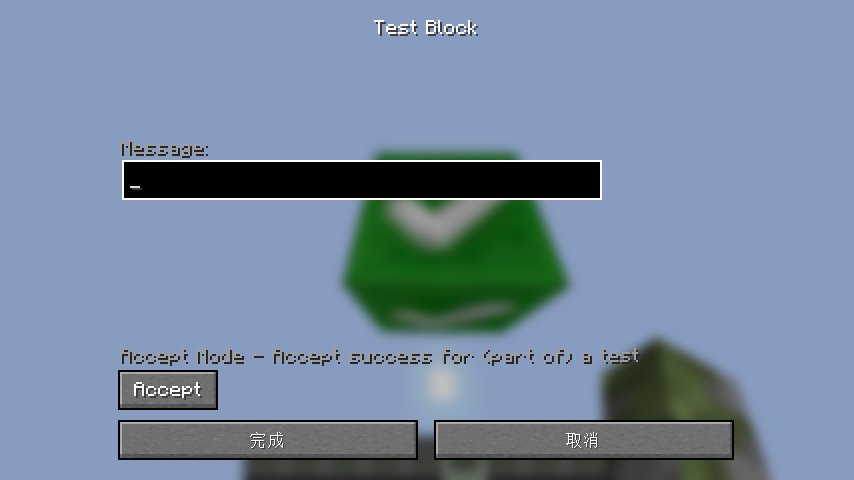 Test Block
Message:
_
Accept Mode - Accept success for (part of) a test
Accept
完成
取消